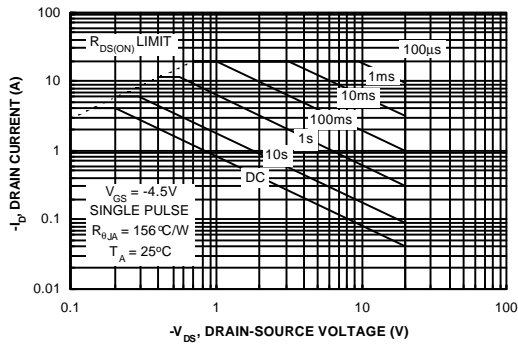 100
R_DS(ON) LIMIT
100µs
1ms
10
10ms
100ms
1s
1
10s
DC
V_GS = -4.5V
SINGLE PULSE
R_θJA = 156 °C/W
T_A = 25°C
0.1
0.01
0.1
1
10
100
-I_D, DRAIN CURRENT (A)
-V_DS, DRAIN-SOURCE VOLTAGE (V)